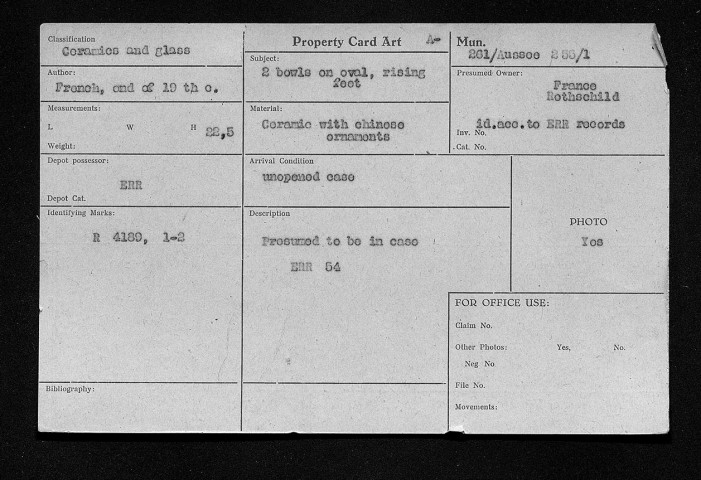 Classification
Ceramics and glass
Property Card Art A-
Mun.
261/Aussee 2 56/1
Author:
French, end of 19 th c.
Subject:
2 bowls on oval, rising
feet
Presumed Owner:
France
Rothschild
Measurements:
L W H 22,5
Weight:
Material:
Ceramic with chinese
ornaments
id.acc.to ERR records
Inv. No.
Cat. No.
Depot possessor:
ERR
Depot Cat.
Arrival Condition
unopened case
PHOTO
Yes
Identifying Marks:
R 4189, 1-2
Description
Presumed to be in case
ERR 54
FOR OFFICE USE:
Claim No.
Other Photos: Yes, No.
Neg No
File No.
Movements:
Bibliography: